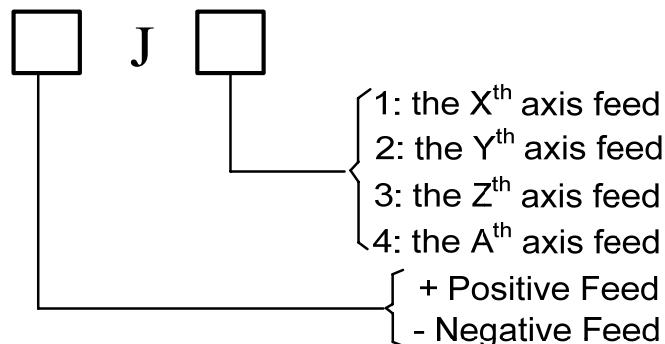 J
1: the Xth axis feed
2: the Yth axis feed
3: the Zth axis feed
4: the Ath axis feed
+ Positive Feed
- Negative Feed